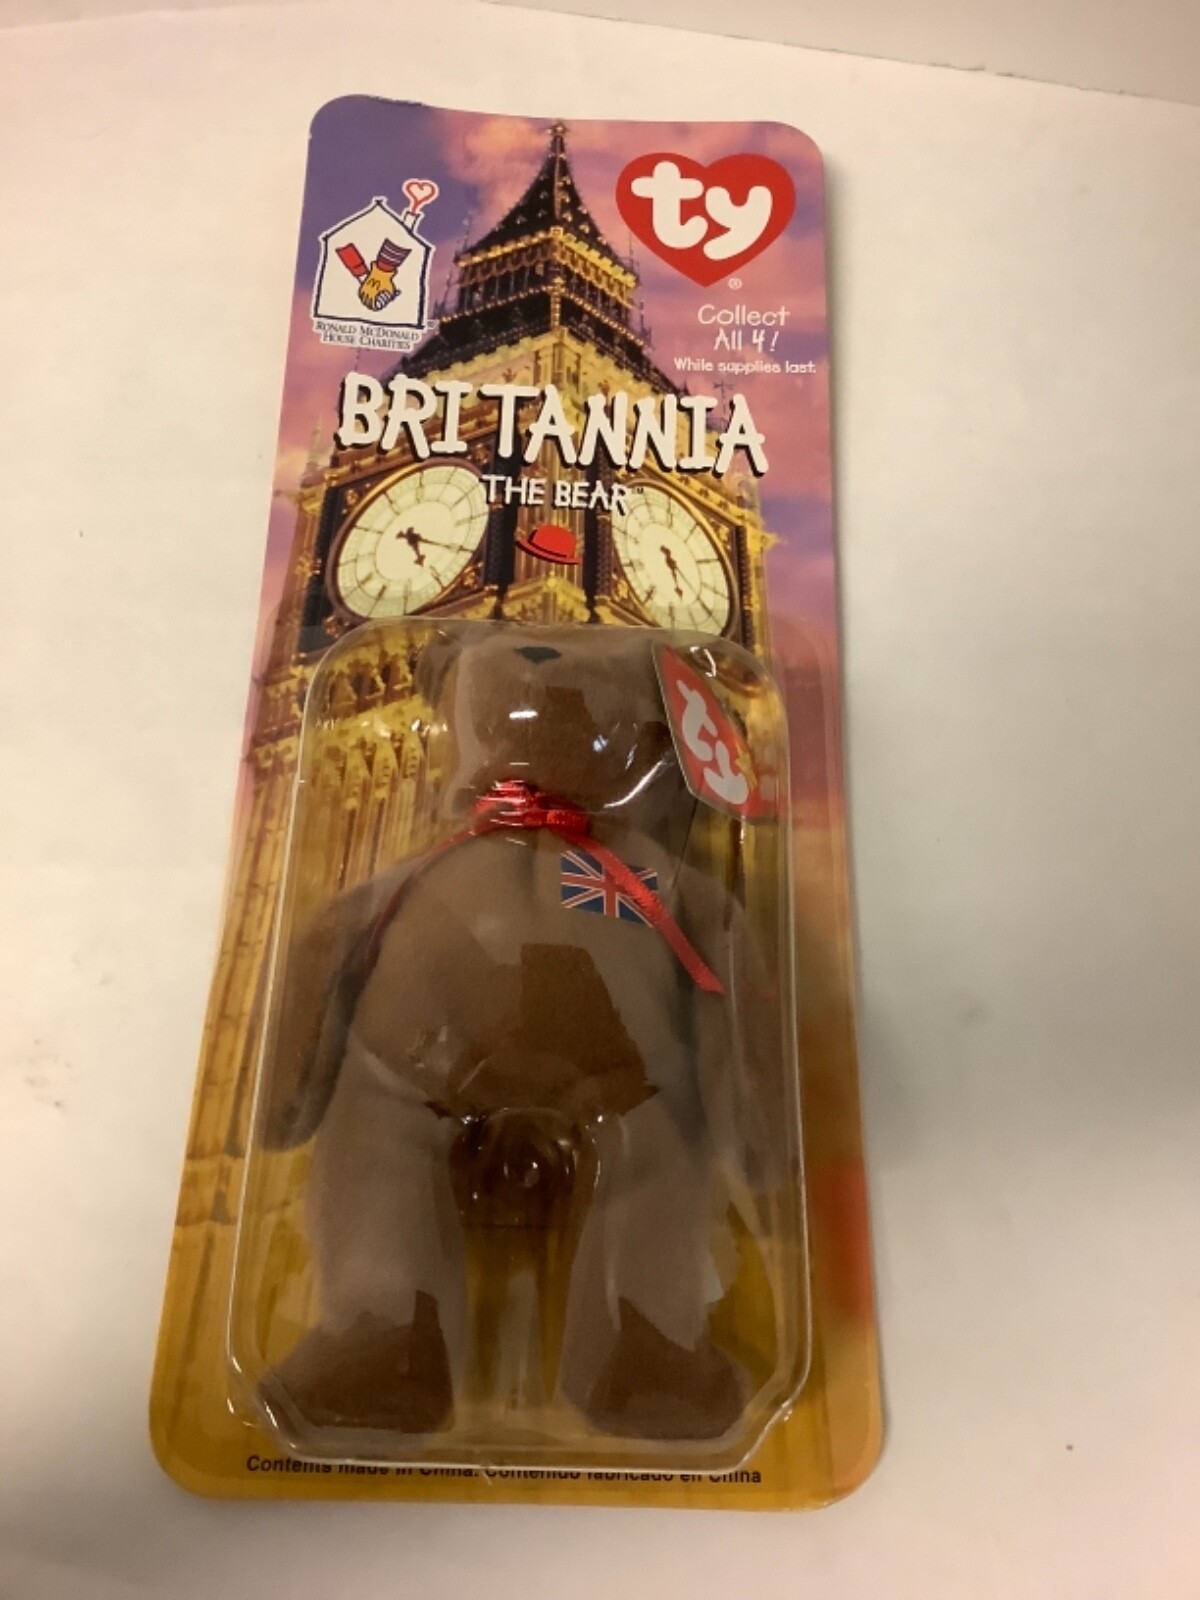 ty
®
Collect
All 4!
While supplies last.
RONALD McDONALD
HOUSE CHARITIES
®
BRITANNIA
THE BEAR™
ty
Contents made in China. Contenido fabricado en China